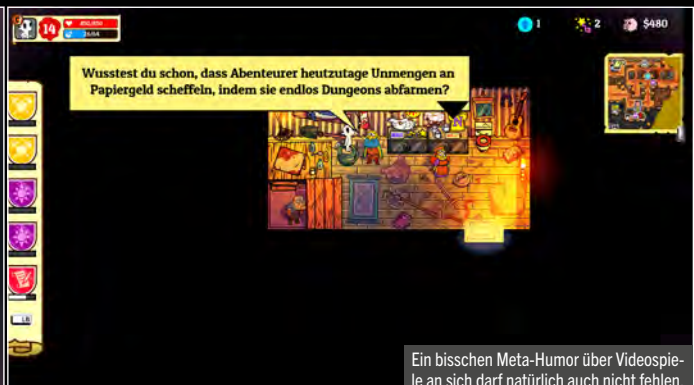 14
1
2
$480
Wusstest du schon, dass Abenteurer heutzutage Unmengen an
Papiergeld scheffeln, indem sie endlos Dungeons abfarmen?
LB
Ein bisschen Meta-Humor über Videospie-
le an sich darf natürlich auch nicht fehlen.